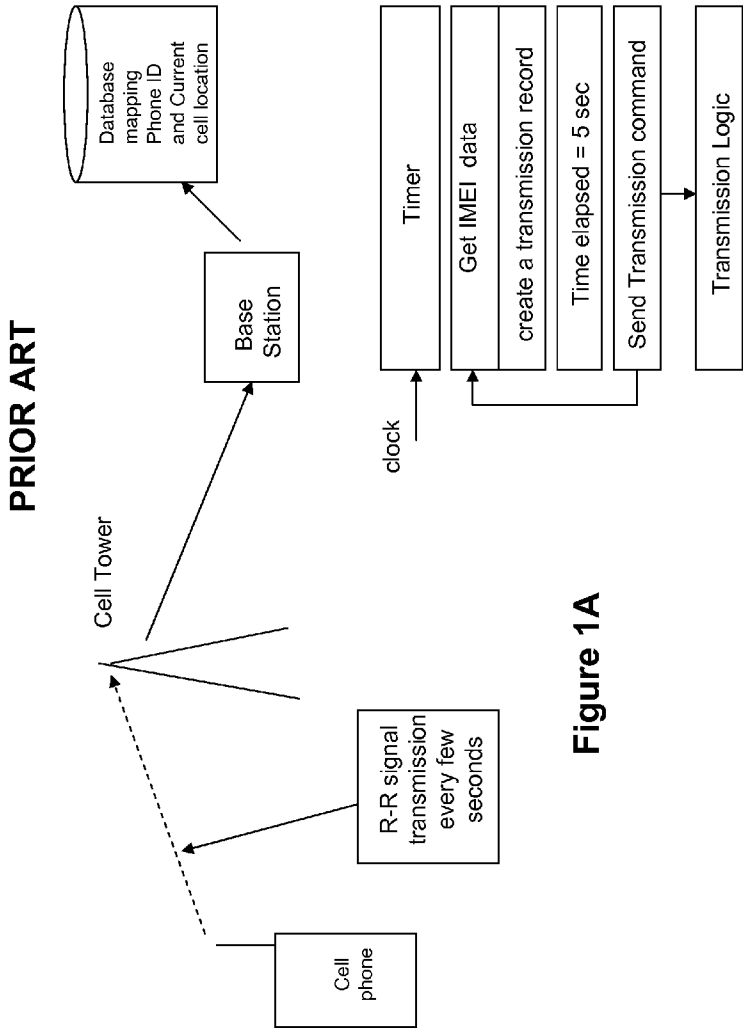 PRIOR ART
Cell
phone
R-R signal
transmission
every few
seconds
Cell Tower
Base
Station
Database
mapping
Phone ID
and Current
cell location
clock
Timer
Get IMEI data
create a transmission record
Time elapsed = 5 sec
Send Transmission command
Transmission Logic
Figure 1A